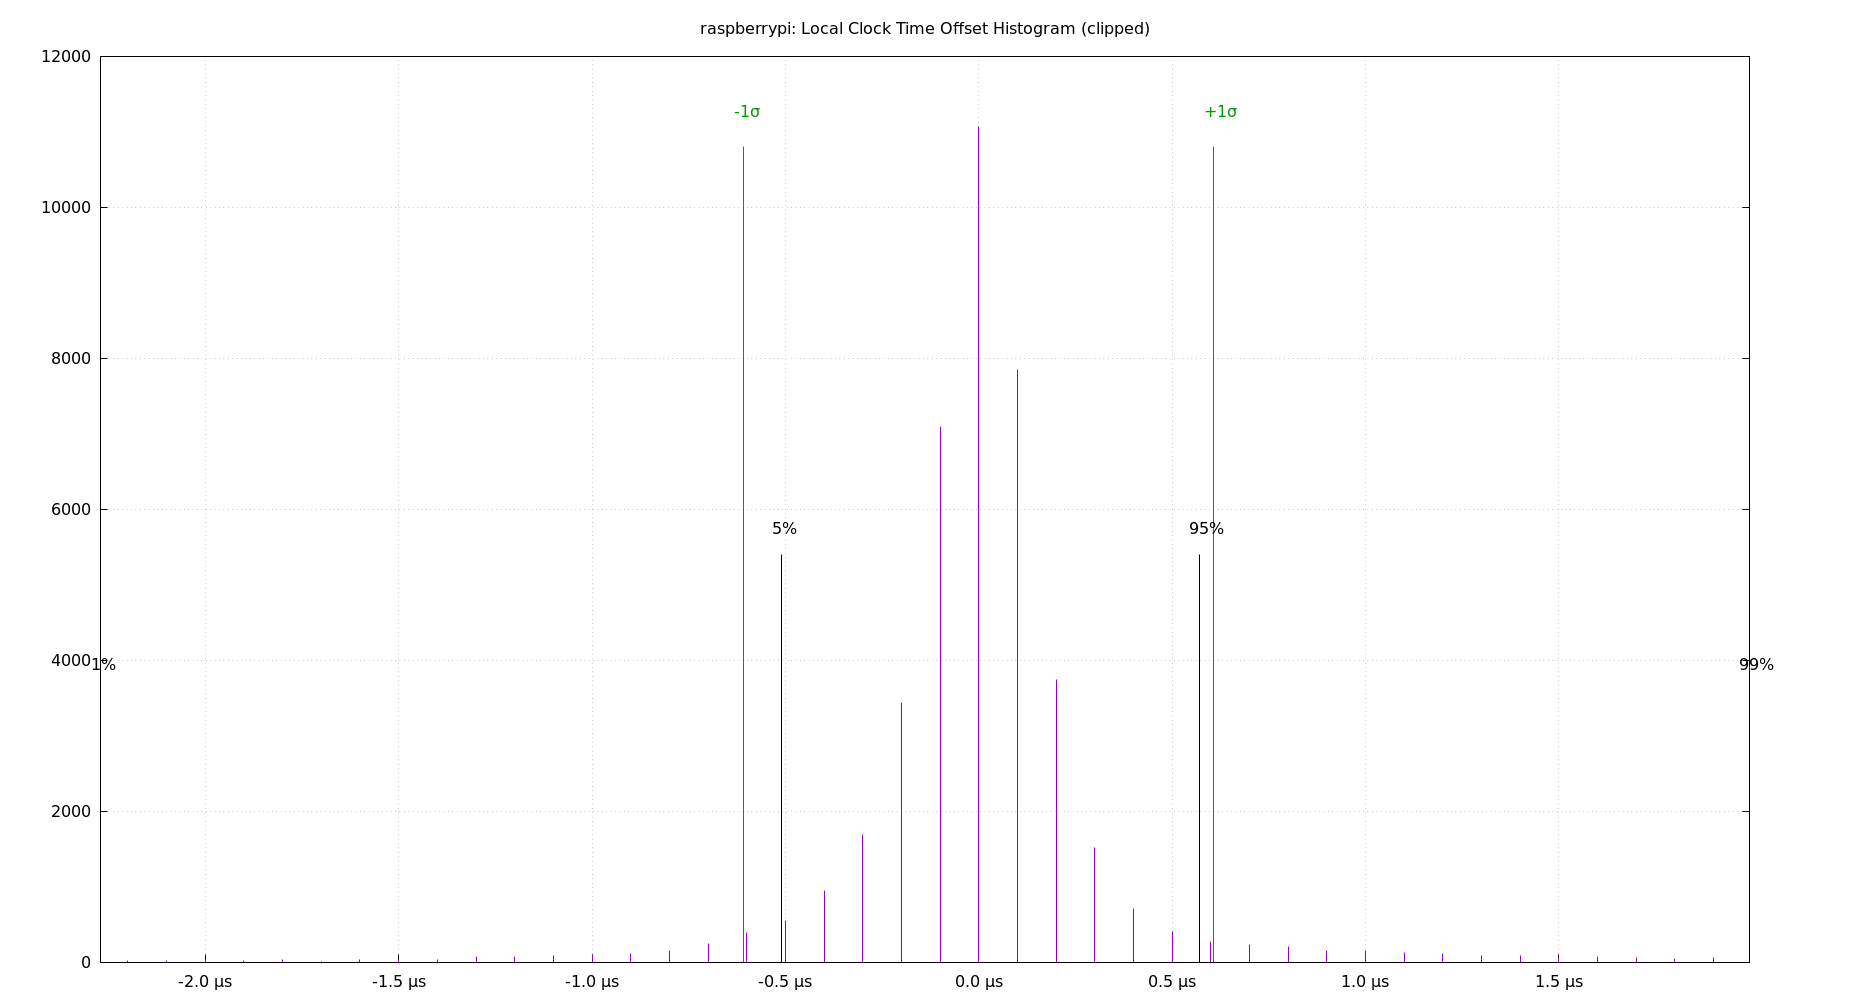 raspberrypi: Local Clock Time Offset Histogram (clipped)
12000
-1σ
+1σ
10000
8000
6000
5%
95%
4000
1%
99%
2000
0
-2.0 µs
-1.5 µs
-1.0 µs
-0.5 µs
0.0 µs
0.5 µs
1.0 µs
1.5 µs